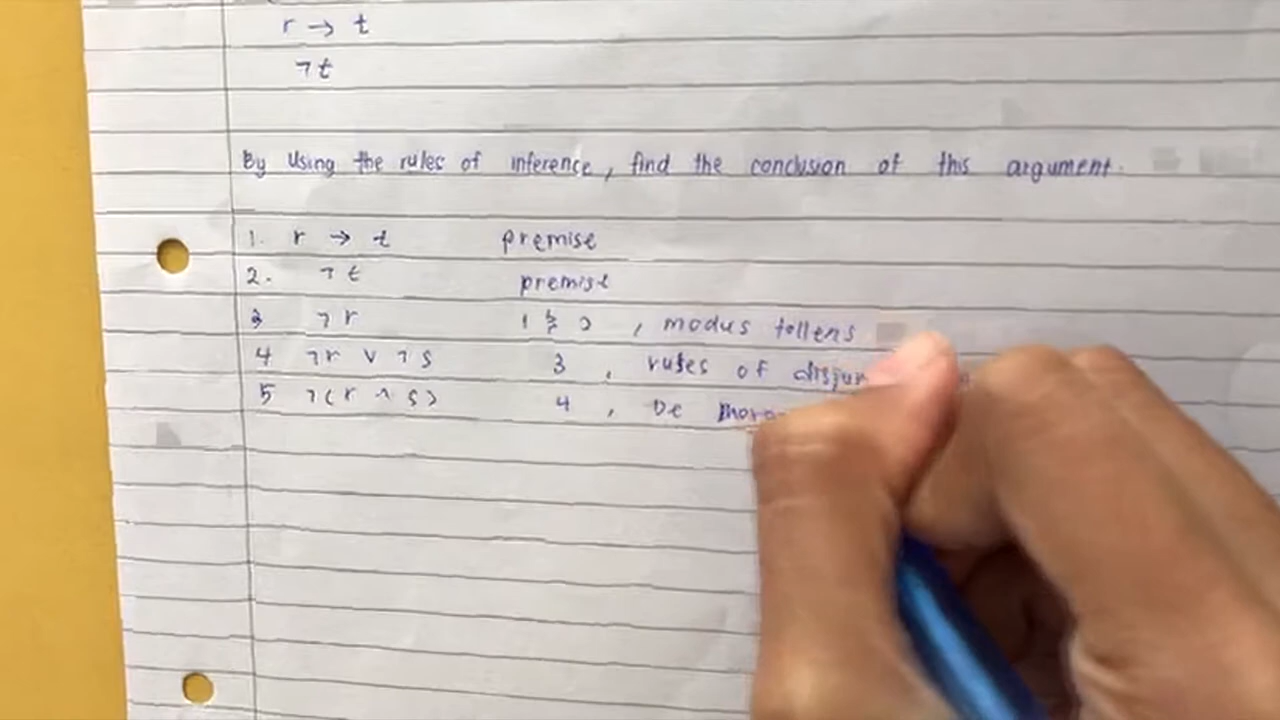 r → t
¬t
By Using the rules of inference, find the conclusion of this argument.
1. r → t premise
2. ¬t premise
3 ¬r 1 & 2, modus tollens
4 ¬r ∨ ¬s 3, rules of
5 ¬(r ∧ s) 4, De